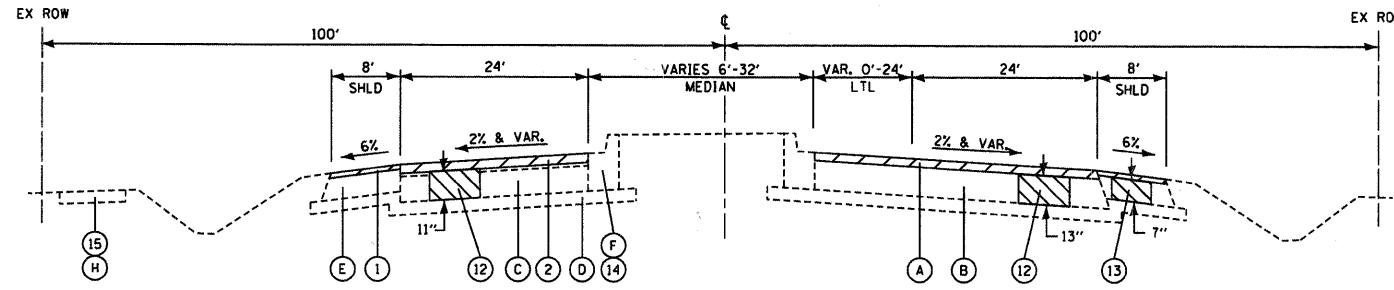 EX ROW
℄
EX RO
100'
100'
8'
24'
VARIES 6'-32'
VAR. 0'-24'
24'
8'
SHLD
MEDIAN
LTL
SHLD
6%
2% & VAR.
2% & VAR.
6%
11"
13"
7"
15
H
E
1
12
C
2
D
F
14
A
B
12
13